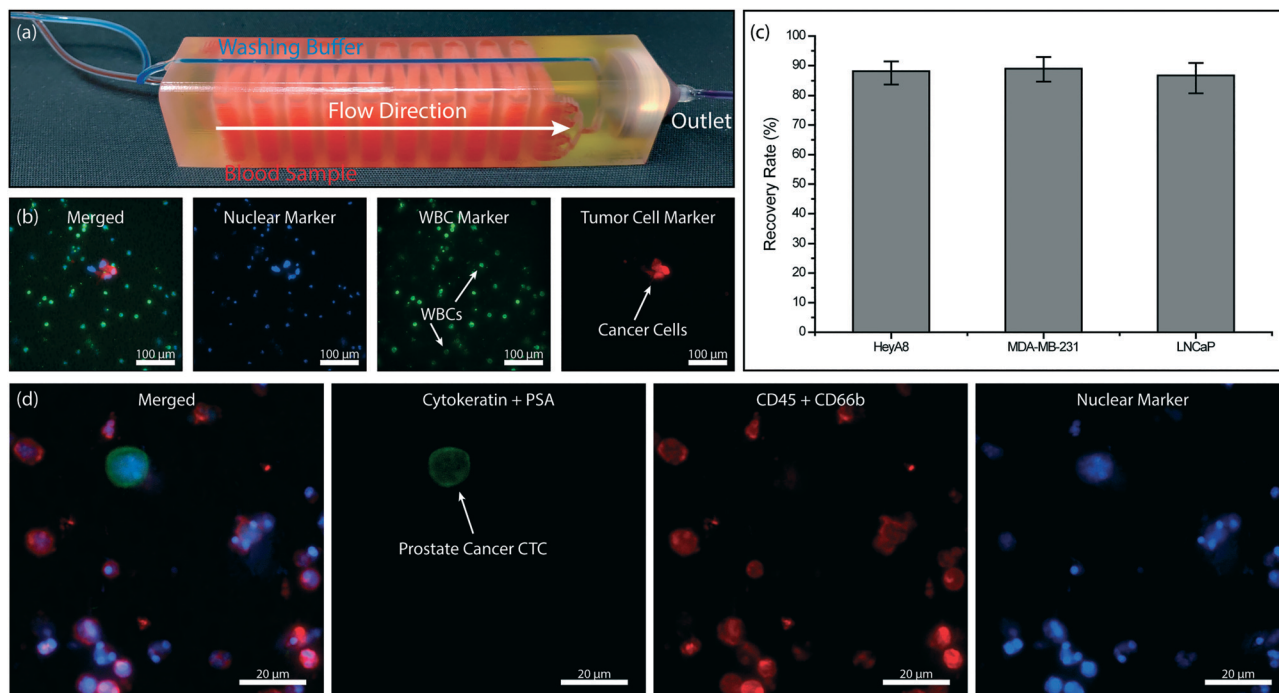 (a)
Washing Buffer
Flow Direction
Outlet
Blood Sample
(b)
Merged
Nuclear Marker
WBC Marker
Tumor Cell Marker
WBCs
Cancer Cells
100 µm
100 µm
100 µm
100 µm
(c)
Recovery Rate (%)
100
90
80
70
60
50
40
30
20
10
0
HeyA8
MDA-MB-231
LNCaP
(d)
Merged
Cytokeratin + PSA
CD45 + CD66b
Nuclear Marker
Prostate Cancer CTC
20 µm
20 µm
20 µm
20 µm